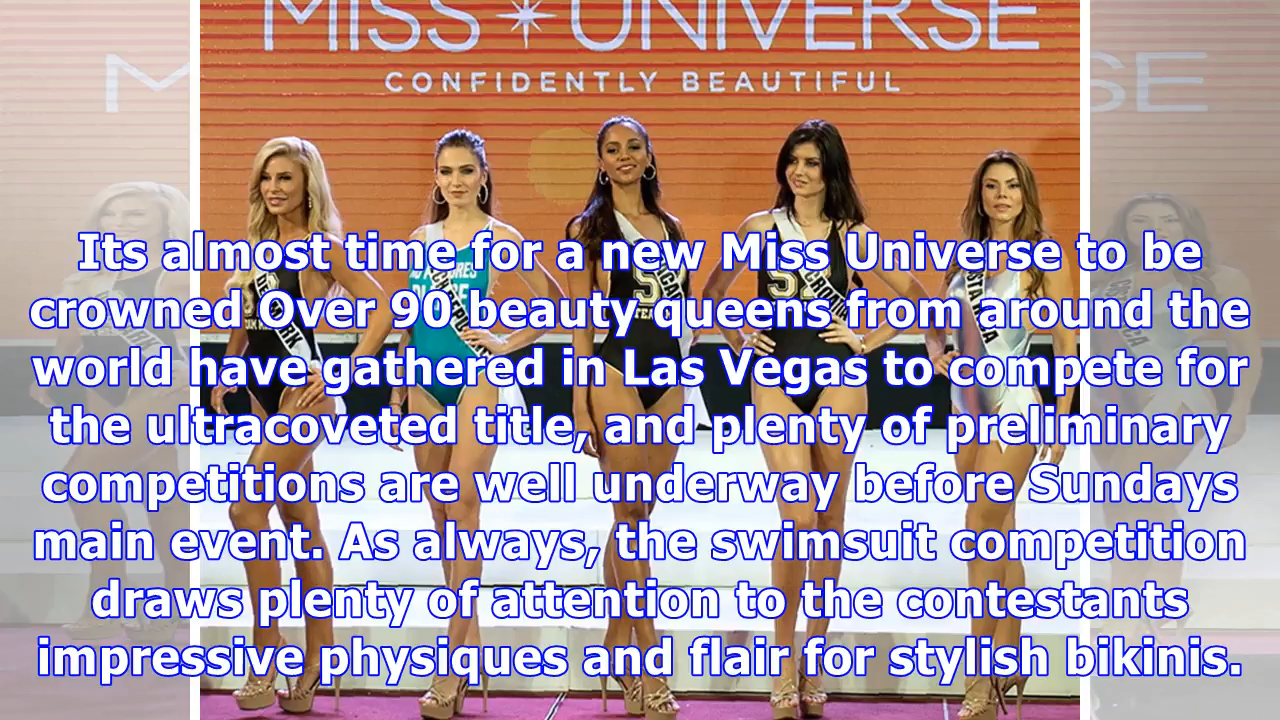 MISS UNIVERSE
CONFIDENTLY BEAUTIFUL
Its almost time for a new Miss Universe to be
crowned Over 90 beauty queens from around the
world have gathered in Las Vegas to compete for
the ultracoveted title, and plenty of preliminary
competitions are well underway before Sundays
main event. As always, the swimsuit competition
draws plenty of attention to the contestants
impressive physiques and flair for stylish bikinis.